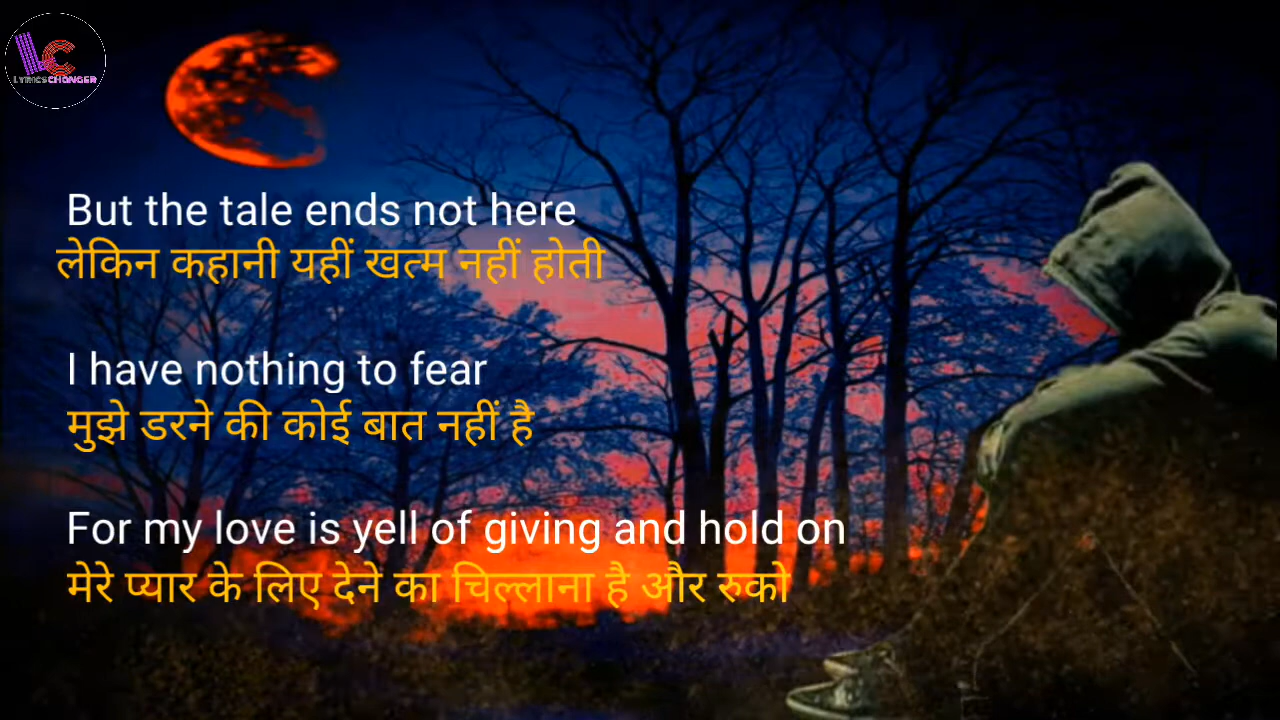 LC
LYRICSCHANGER
But the tale ends not here
लेकिन कहानी यहीं खत्म नहीं होती
I have nothing to fear
मुझे डरने की कोई बात नहीं है
For my love is yell of giving and hold on
मेरे प्यार के लिए देने का चिल्लाना है और रुको